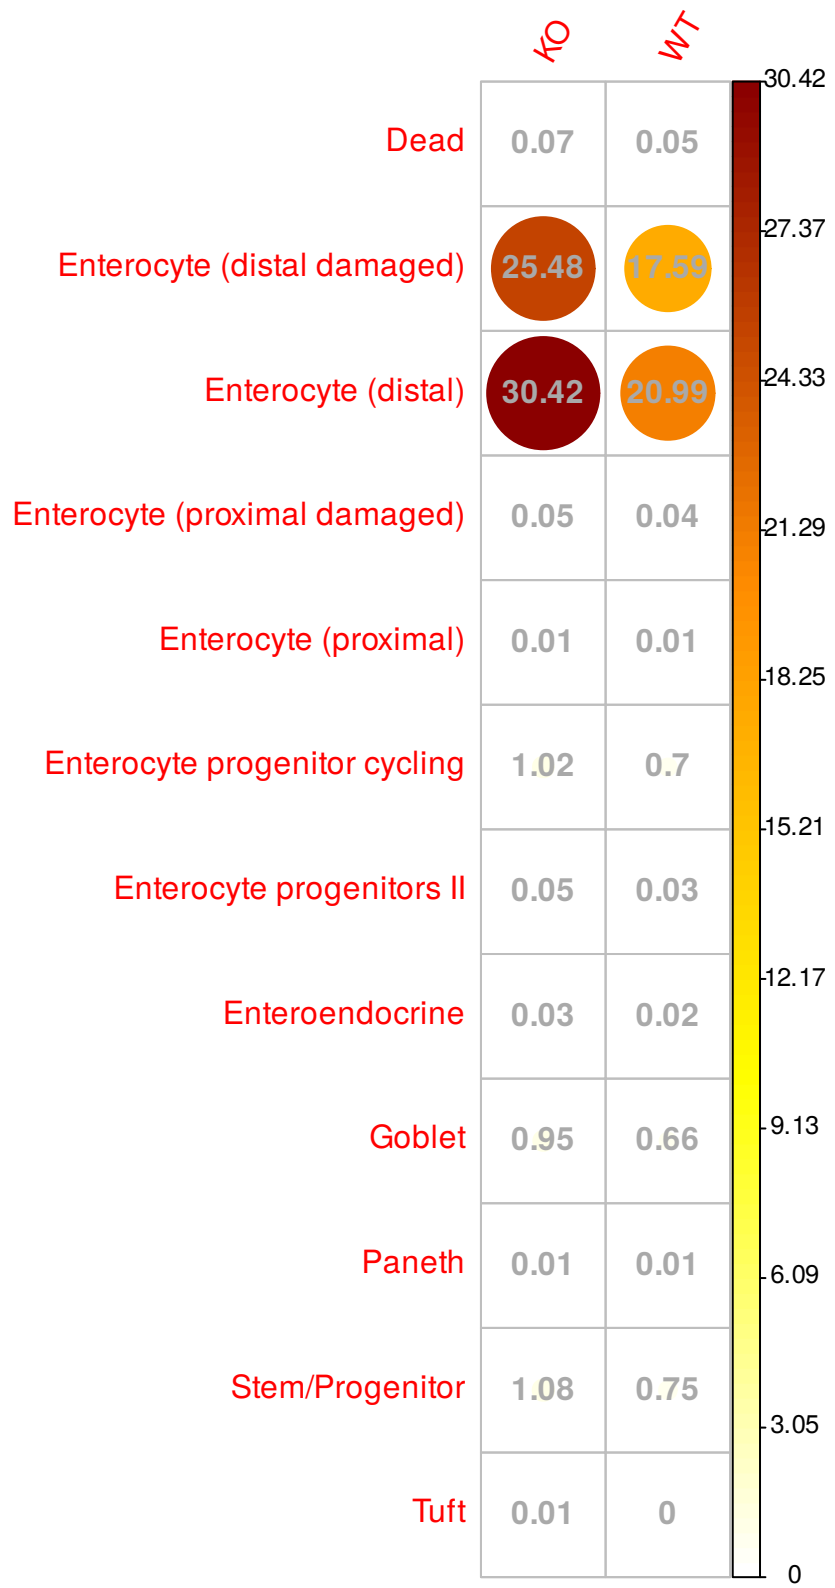 KO WT
30.42
Dead 0.07 0.05
27.37
Enterocyte (distal damaged) 25.48 17.59
24.33
Enterocyte (distal) 30.42 20.99
21.29
Enterocyte (proximal damaged) 0.05 0.04
Enterocyte (proximal) 0.01 0.01
18.25
Enterocyte progenitor cycling 1.02 0.7
15.21
Enterocyte progenitors II 0.05 0.03
12.17
Enteroendocrine 0.03 0.02
9.13
Goblet 0.95 0.66
Paneth 0.01 0.01
6.09
Stem/Progenitor 1.08 0.75
3.05
Tuft 0.01 0
0